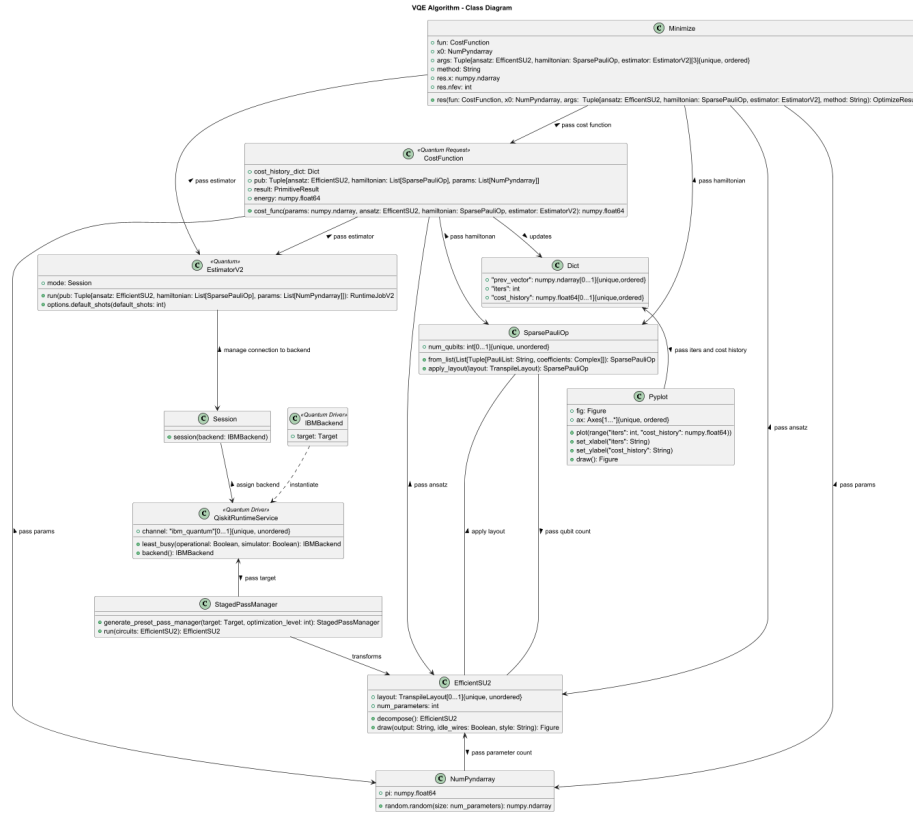 VQE Algorithm - Class Diagram
C Minimize
fun: CostFunction
x0: NumPyndarray
args: Tuple[ansatz: EfficentSU2, hamiltonian: SparsePauliOp, estimator: EstimatorV2][3]{unique, ordered}
method: String
res.x: numpy.ndarray
res.nfev: int
res(fun: CostFunction, x0: NumPyndarray, args: Tuple[ansatz: EfficentSU2, hamiltonian: SparsePauliOp, estimator: EstimatorV2], method: String): OptimizeResu
pass cost function
«Quantum Request»
C CostFunction
cost_history_dict: Dict
pub: Tuple[ansatz: EfficientSU2, hamiltonian: List[SparsePauliOp], params: List[NumPyndarray]]
result: PrimitiveResult
energy: numpy.float64
cost_func(params: numpy.ndarray, ansatz: EfficientSU2, hamiltonian: SparsePauliOp, estimator: EstimatorV2): numpy.float64
pass estimator
pass hamiltonian
pass estimator
pass hamiltonan
updates
«Quantum»
C EstimatorV2
mode: Session
run(pub: Tuple[ansatz: EfficientSU2, hamiltonian: List[SparsePauliOp], params: List[NumPyndarray]]): RuntimeJobV2
options.default_shots(default_shots: int)
C Dict
"prev_vector": numpy.ndarray[0...1]{unique,ordered}
"iters": int
"cost_history": numpy.float64[0...1]{unique,ordered}
C SparsePauliOp
num_qubits: int[0...1]{unique, unordered}
from_list(List[Tuple[PauliList: String, coefficients: Complex]]): SparsePauliOp
apply_layout(layout: TranspileLayout): SparsePauliOp
manage connection to backend
pass iters and cost history
C Pyplot
fig: Figure
ax: Axes[1...*]{unique, ordered}
plot(range("iters": int, "cost_history": numpy.float64))
set_xlabel("iters": String)
set_ylabel("cost_history": String)
draw(): Figure
C Session
session(backend: IBMBackend)
«Quantum Driver»
C IBMBackend
target: Target
pass ansatz
assign backend
instantiate
pass ansatz
pass params
«Quantum Driver»
C QiskitRuntimeService
channel: "ibm_quantum"[0...1]{unique, unordered}
least_busy(operational: Boolean, simulator: Boolean): IBMBackend
backend(): IBMBackend
pass params
apply layout
pass qubit count
pass target
C StagedPassManager
generate_preset_pass_manager(target: Target, optimization_level: int): StagedPassManager
run(circuits: EfficientSU2): EfficientSU2
transforms
C EfficientSU2
layout: TranspileLayout[0...1]{unique, unordered}
num_parameters: int
decompose(): EfficientSU2
draw(output: String, idle_wires: Boolean, style: String): Figure
pass parameter count
C NumPyndarray
pi: numpy.float64
random.random(size: num_parameters): numpy.ndarray